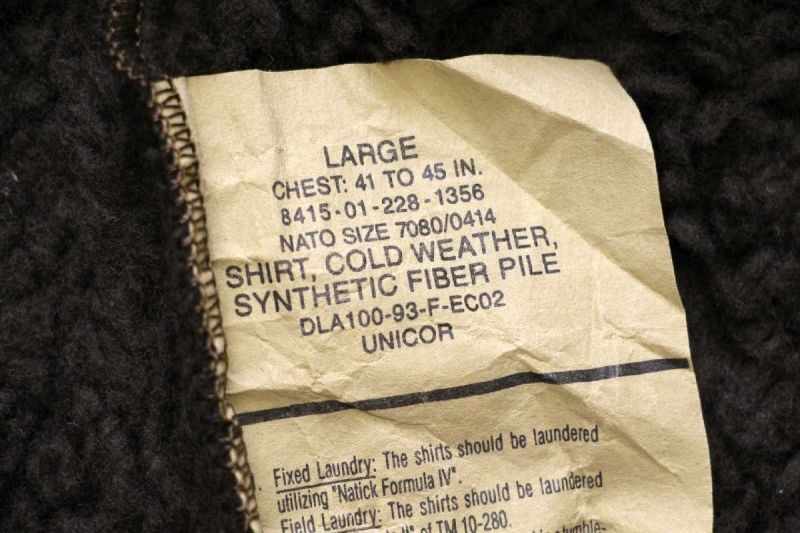 LARGE
CHEST: 41 TO 45 IN.
8415-01-228-1356
NATO SIZE 7080/0414
SHIRT, COLD WEATHER,
SYNTHETIC FIBER PILE
DLA100-93-F-EC02
UNICOR
. Fixed Laundry: The shirts should be laundered
utilizing "Natick Formula IV".
Field Laundry: The shirts should be laundered
of TM 10-280.